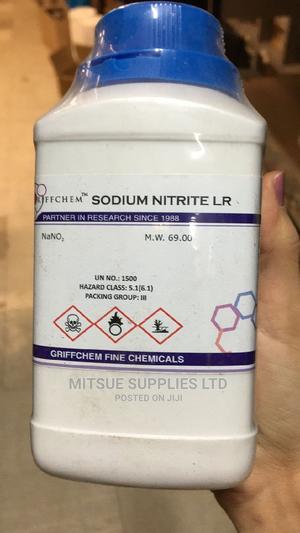 GRIFFCHEM™ SODIUM NITRITE LR
PARTNER IN RESEARCH SINCE 1988
NaNO₂ M.W. 69.00
UN NO.: 1500
HAZARD CLASS: 5.1(6.1)
PACKING GROUP: III
GRIFFCHEM FINE CHEMICALS
MITSUE SUPPLIES LTD
POSTED ON JIJI